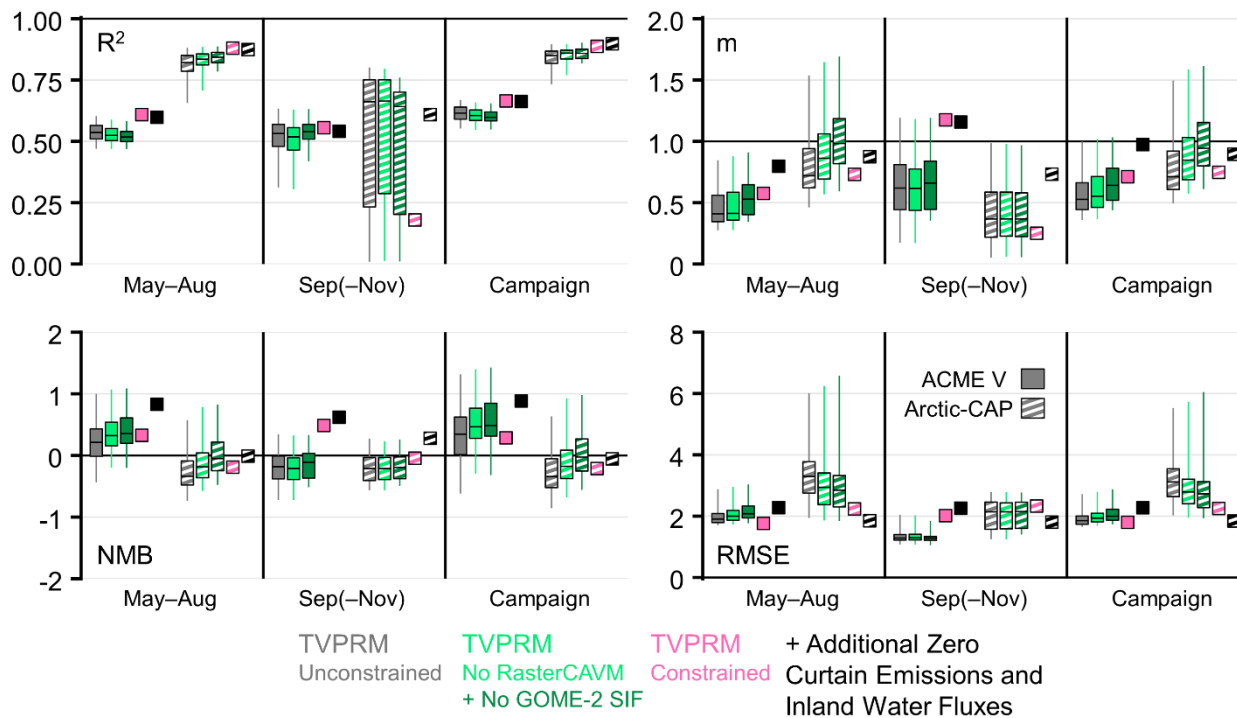 1.00
R²
0.75
0.50
0.25
0.00
May–Aug
Sep(–Nov)
Campaign
2.0
m
1.5
1.0
0.5
0
May–Aug
Sep(–Nov)
Campaign
2
1
0
-1
NMB
-2
May–Aug
Sep(–Nov)
Campaign
8
6
ACME V
Arctic-CAP
4
2
RMSE
0
May–Aug
Sep(–Nov)
Campaign
TVPRM
Unconstrained
TVPRM
No RasterCAVM
+ No GOME-2 SIF
TVPRM
Constrained
+ Additional Zero
Curtain Emissions and
Inland Water Fluxes